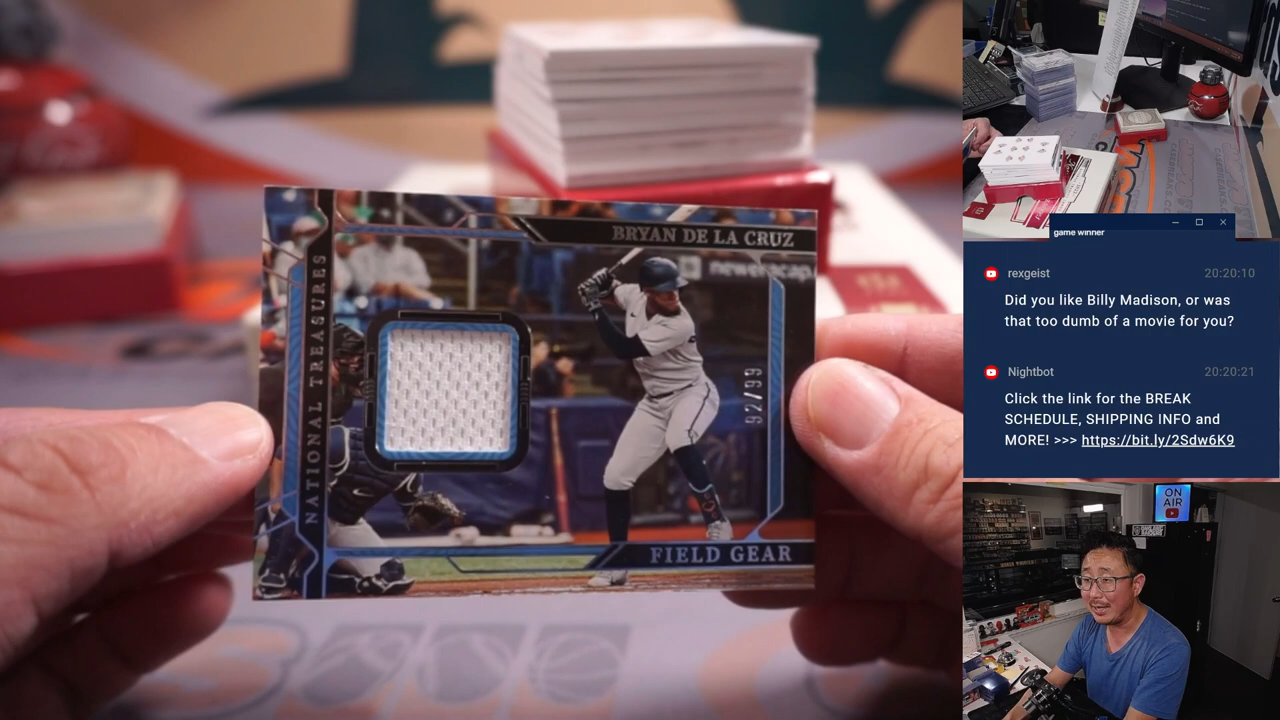 BRYAN DE LA CRUZ
NATIONAL TREASURES
92/99
FIELD GEAR
game winner
rexgeist 20:20:10
Did you like Billy Madison, or was
that too dumb of a movie for you?
Nightbot 20:20:21
Click the link for the BREAK
SCHEDULE, SHIPPING INFO and
MORE! >>> https://bit.ly/2Sdw6K9
ON
AIR